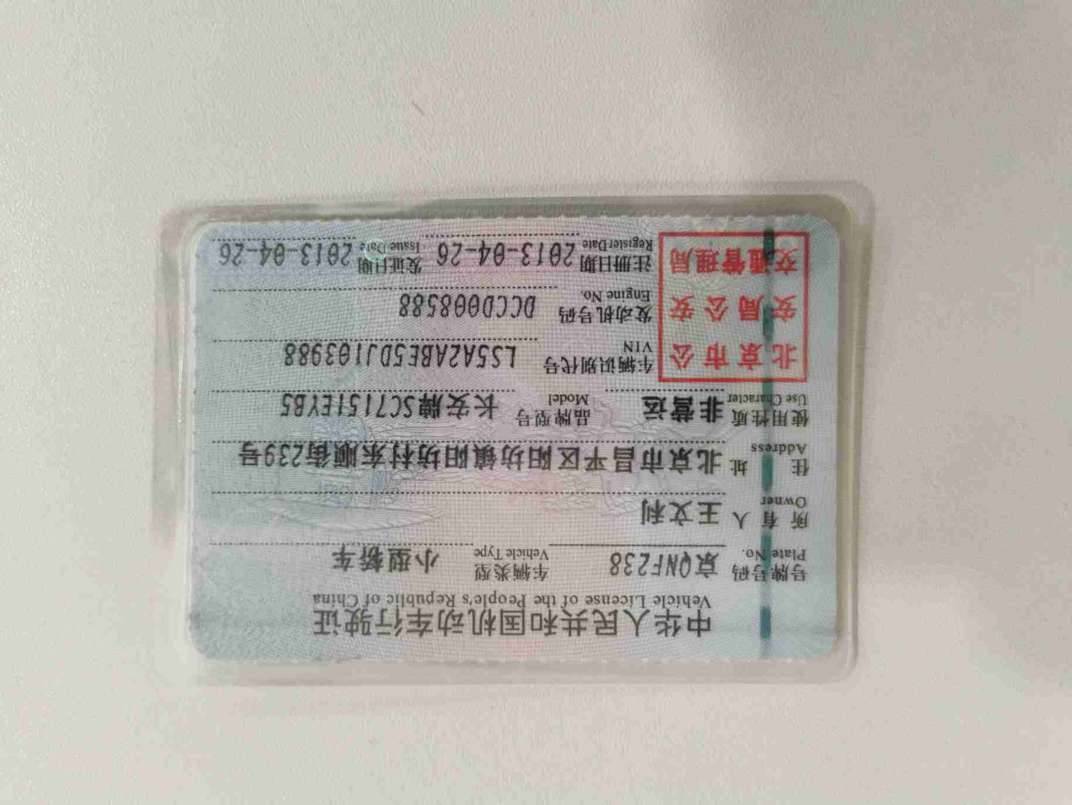 中华人民共和国机动车行驶证
Vehicle License of the People's Republic of China
号牌号码 Plate No. 京QNF238 车辆类型 Vehicle Type 小型轿车
所有人 Owner 王文利
住址 Address 北京市昌平区阳坊镇阳坊村东顺街239号
使用性质 Use Character 非营运 品牌型号 Model 长安牌SC7151EYB5
北京市公安局公安交通管理局
车辆识别代号 VIN LS5A2ABE5DJ103988
发动机号码 Engine No. DCCD008588
注册日期 Register Date 2013-04-26 发证日期 Issue Date 2013-04-26